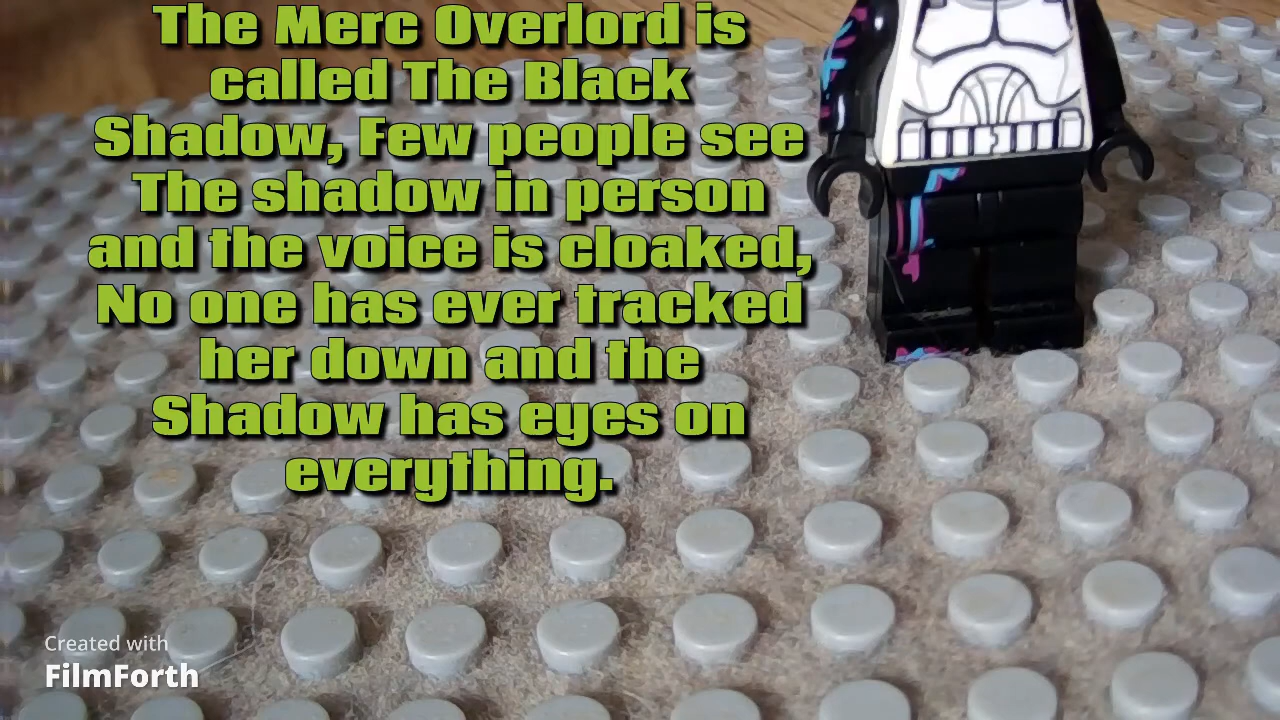 The Merc Overlord is
called The Black
Shadow, Few people see
The shadow in person
and the voice is cloaked,
No one has ever tracked
her down and the
Shadow has eyes on
everything.
Created with
FilmForth